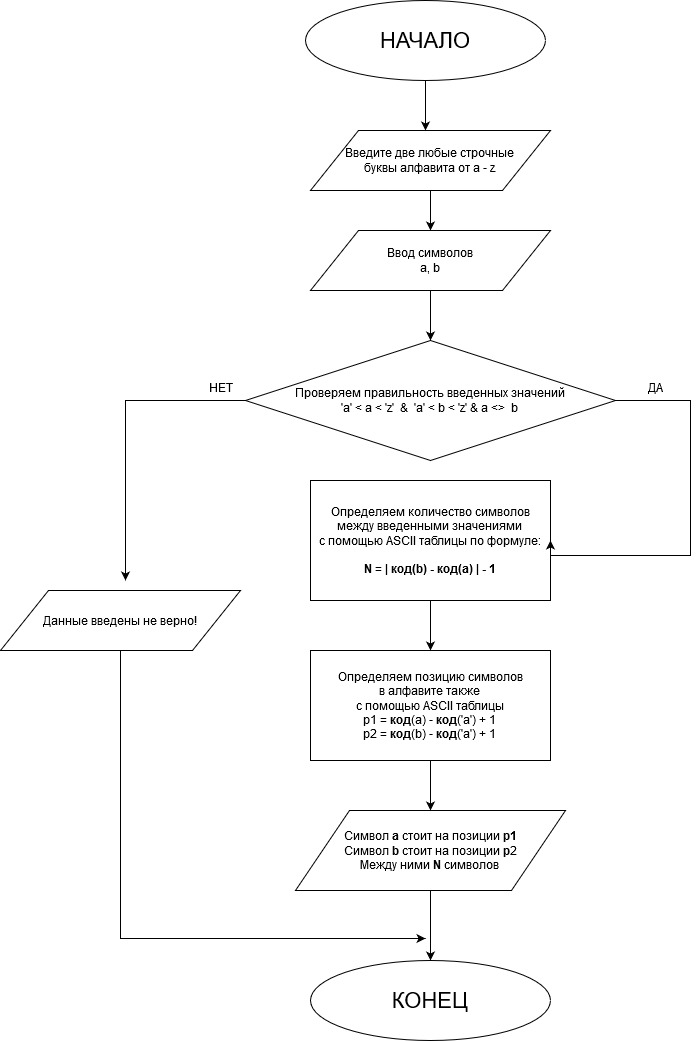 НАЧАЛО
Введите две любые строчные
буквы алфавита от a - z
Ввод символов
a, b
НЕТ
ДА
Проверяем правильность введенных значений
'a' < a < 'z' & 'a' < b < 'z' & a <> b
Определяем количество символов
между введенными значениями
с помощью ASCII таблицы по формуле:
N = | код(b) - код(a) | - 1
Данные введены не верно!
Определяем позицию символов
в алфавите также
с помощью ASCII таблицы
p1 = код(a) - код('a') + 1
p2 = код(b) - код('a') + 1
Символ a стоит на позиции p1
Символ b стоит на позиции p2
Между ними N символов
КОНЕЦ